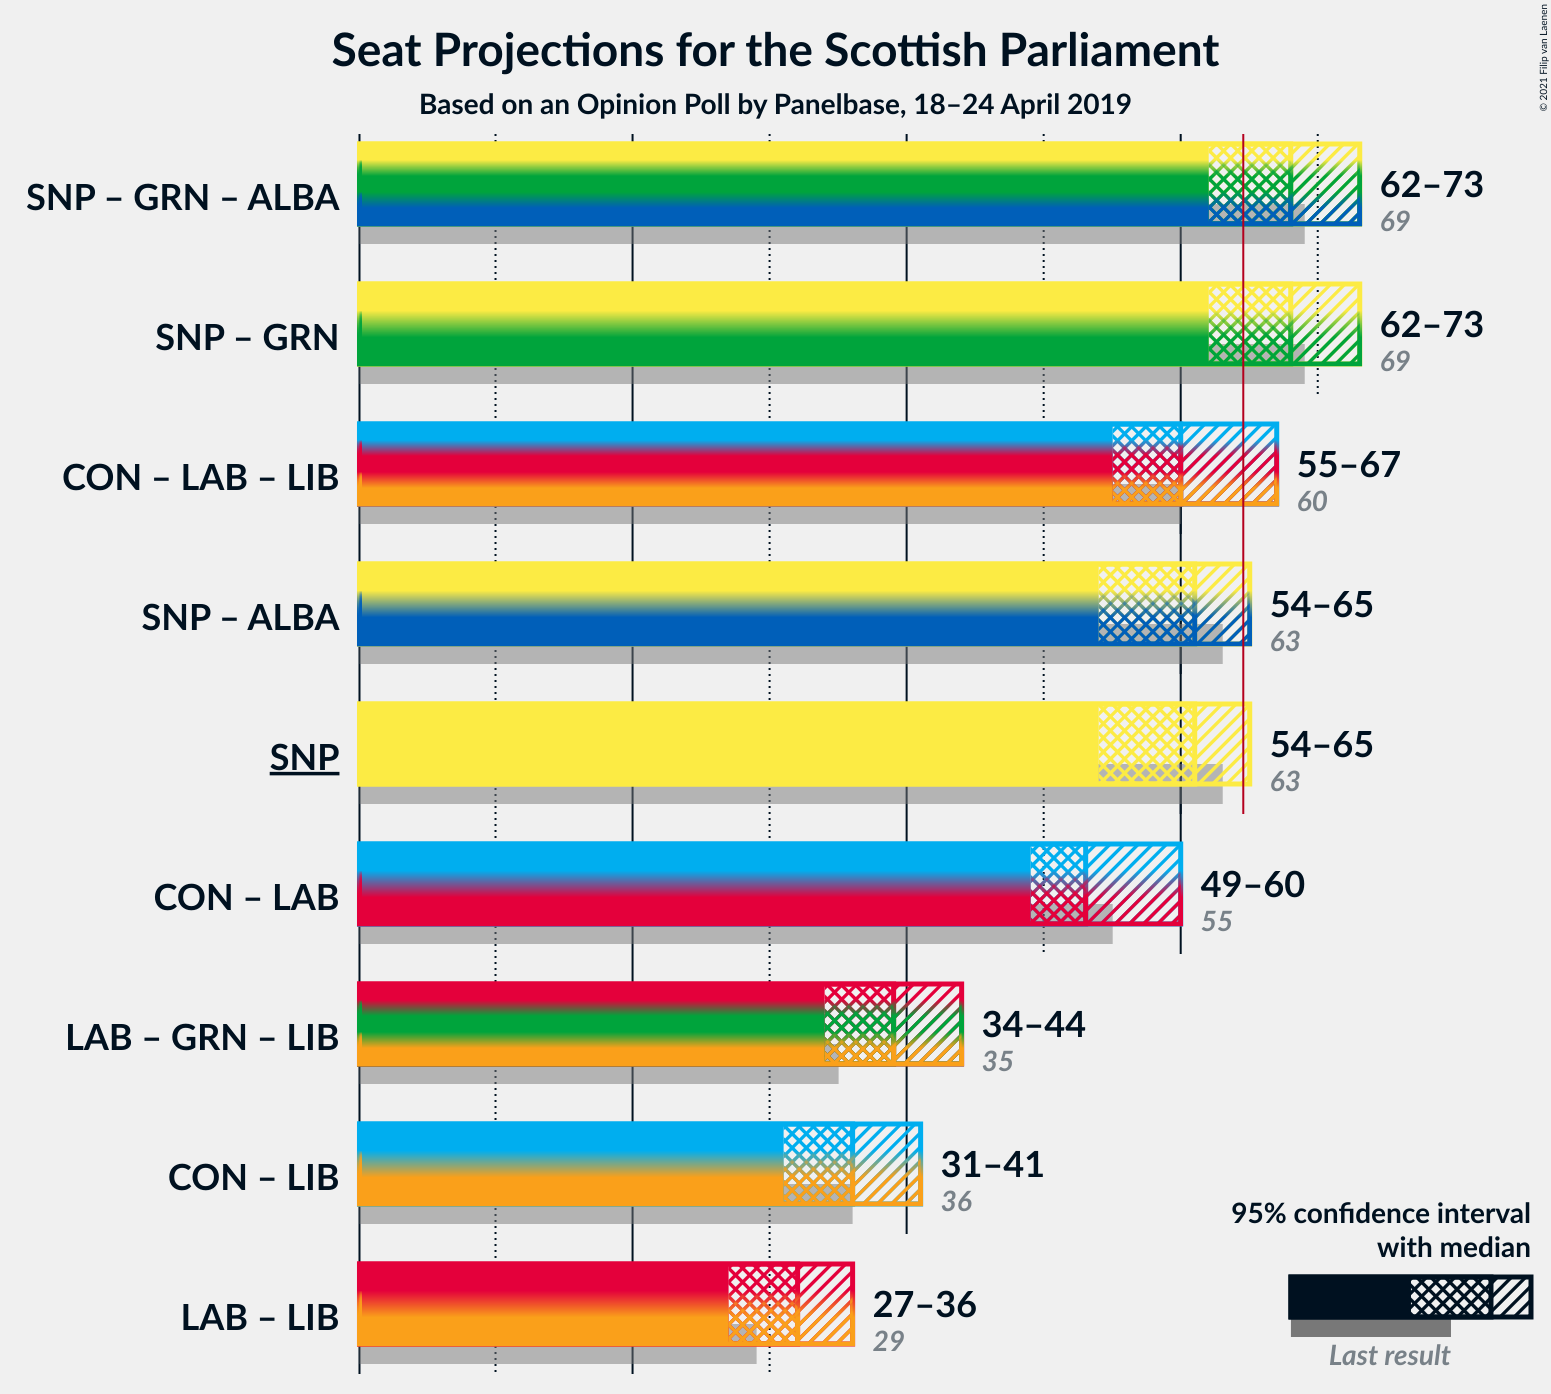 Seat Projections for the Scottish Parliament
Based on an Opinion Poll by Panelbase, 18–24 April 2019
© 2021 Filip van Laenen
SNP – GRN – ALBA
62–73
69
SNP – GRN
62–73
69
CON – LAB – LIB
55–67
60
SNP – ALBA
54–65
63
SNP
54–65
63
CON – LAB
49–60
55
LAB – GRN – LIB
34–44
35
CON – LIB
31–41
36
LAB – LIB
27–36
29
95% confidence interval
with median
Last result